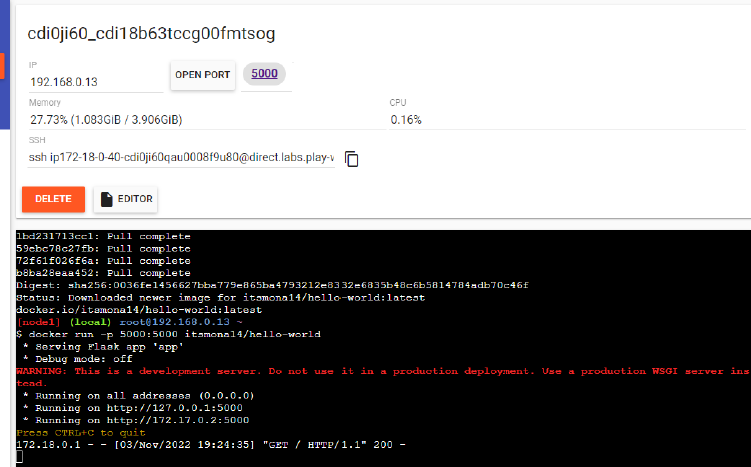 cdi0ji60_cdi18b63tccg00fmtsog
IP
192.168.0.13
OPEN PORT
5000
Memory
27.73% (1.083GiB / 3.906GiB)
CPU
0.16%
SSH
ssh ip172-18-0-40-cdi0ji60qau0008f9u80@direct.labs.play-w
DELETE
EDITOR
1bd231713cc1: Pull complete
59ebc78c27fb: Pull complete
72f61f026f6a: Pull complete
b8ba28eaa452: Pull complete
Digest: sha256:0036fe1456627bba779e865ba4793212e8332e6835b48c6b5814784adb70c46f
Status: Downloaded newer image for itsmona14/hello-world:latest
docker.io/itsmona14/hello-world:latest
[node1] (local) root@192.168.0.13 ~
$ docker run -p 5000:5000 itsmona14/hello-world
* Serving Flask app 'app'
* Debug mode: off
WARNING: This is a development server. Do not use it in a production deployment. Use a production WSGI server ins
tead.
* Running on all addresses (0.0.0.0)
* Running on http://127.0.0.1:5000
* Running on http://172.17.0.2:5000
Press CTRL+C to quit
172.18.0.1 - - [03/Nov/2022 19:24:35] "GET / HTTP/1.1" 200 -